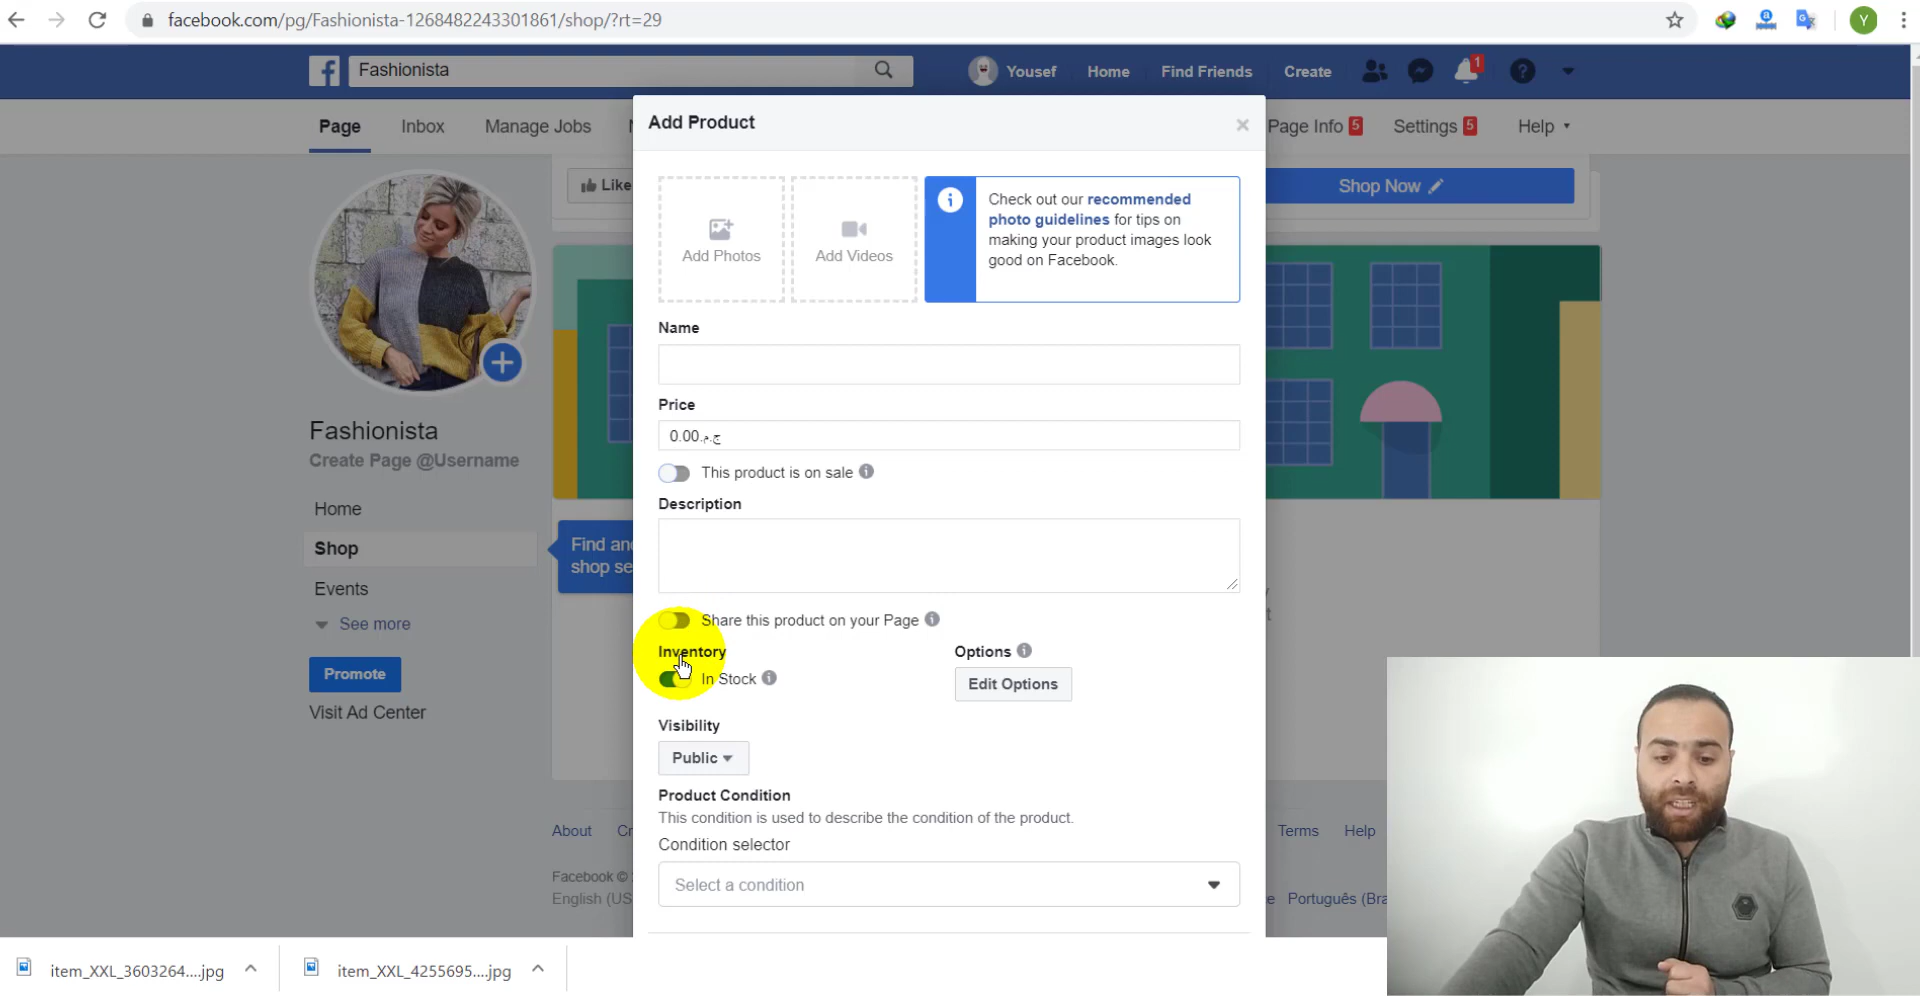 facebook.com/pg/Fashionista-1268482243301861/shop/?rt=29
Y
Fashionista
Yousef
Home
Find Friends
Create
1
Page
Inbox
Manage Jobs
Page Info 5
Settings 5
Help
Add Product
Like
Shop Now
Add Photos
Add Videos
Check out our recommended
photo guidelines for tips on
making your product images look
good on Facebook.
Name
Price
0.00ج.م.
This product is on sale
Description
Fashionista
Create Page @Username
Home
Shop
Events
See more
Promote
Visit Ad Center
Find
shop
Share this product on your Page
Inventory
In Stock
Options
Edit Options
Visibility
Public
Product Condition
This condition is used to describe the condition of the product.
Condition selector
Select a condition
About
Terms
Help
Facebook ©
English (US
Português (Bra
item_XXL_3603264....jpg
item_XXL_4255695....jpg